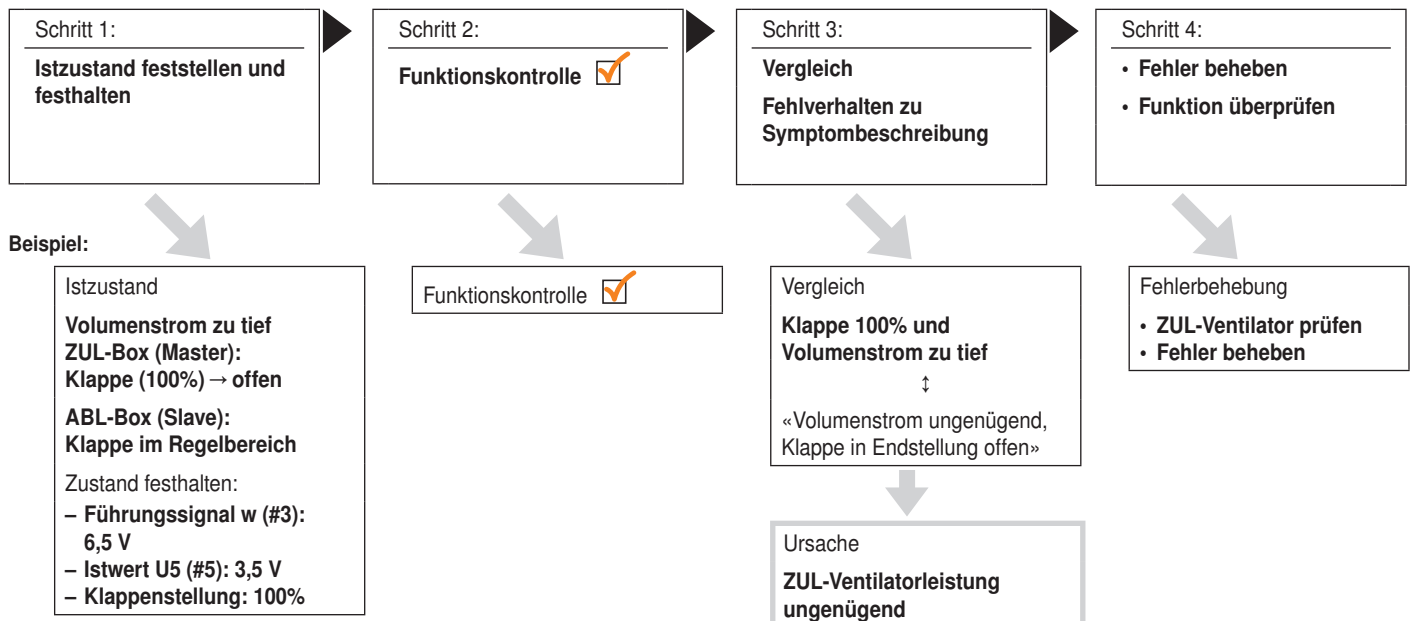 Schritt 1:
Istzustand feststellen und
festhalten
Schritt 2:
Funktionskontrolle
Schritt 3:
Vergleich
Fehlverhalten zu
Symptombeschreibung
Schritt 4:
• Fehler beheben
• Funktion überprüfen
Beispiel:
Istzustand
Volumenstrom zu tief
ZUL-Box (Master):
Klappe (100%) → offen
ABL-Box (Slave):
Klappe im Regelbereich
Zustand festhalten:
– Führungssignal w (#3):
6,5 V
– Istwert U5 (#5): 3,5 V
– Klappenstellung: 100%
Funktionskontrolle
Vergleich
Klappe 100% und
Volumenstrom zu tief
↕
«Volumenstrom ungenügend,
Klappe in Endstellung offen»
Ursache
ZUL-Ventilatorleistung
ungenügend
Fehlerbehebung
• ZUL-Ventilator prüfen
• Fehler beheben